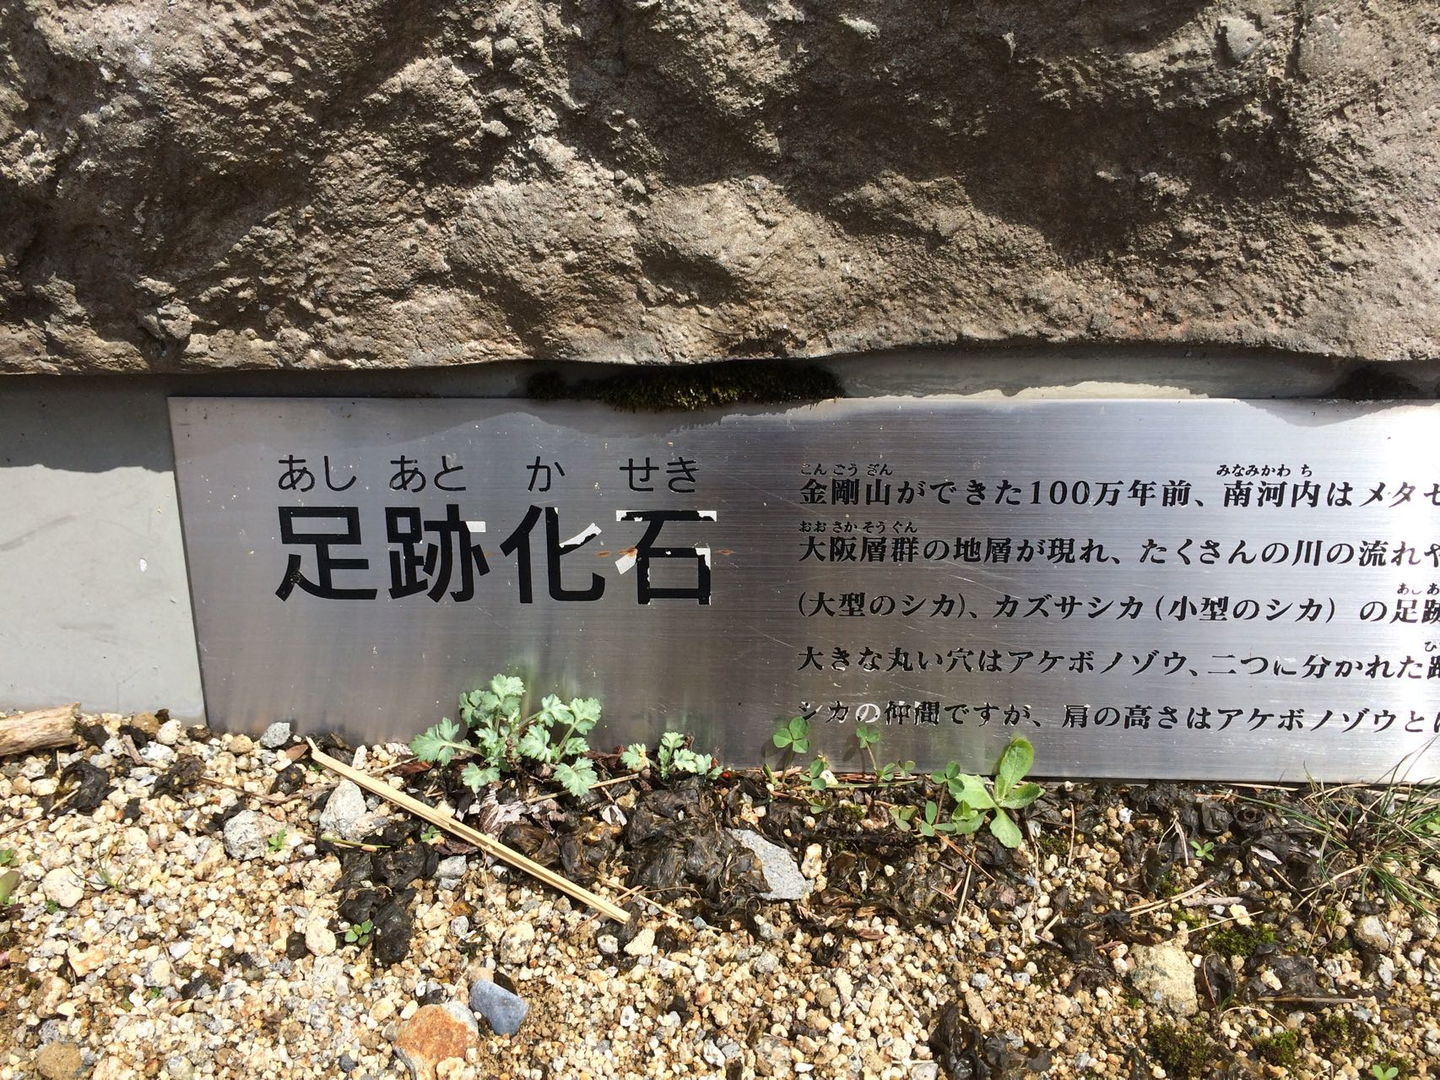 あしあとかせき
足跡化石
こんごうざん みなみかわち
金剛山ができた100万年前、南河内はメタセ
おおさかそうぐん
大阪層群の地層が現れ、たくさんの川の流れや
あしあ
(大型のシカ)、カズサシカ(小型のシカ) の足跡
ひ
大きな丸い穴はアケボノゾウ、二つに分かれた蹄
シカの仲間ですが、肩の高さはアケボノゾウと